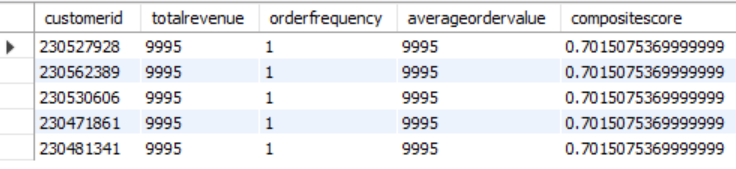 customerid totalrevenue orderfrequency averageordervalue compositescore
230527928 9995 1 9995 0.7015075369999999
230562389 9995 1 9995 0.7015075369999999
230530606 9995 1 9995 0.7015075369999999
230471861 9995 1 9995 0.7015075369999999
230481341 9995 1 9995 0.7015075369999999